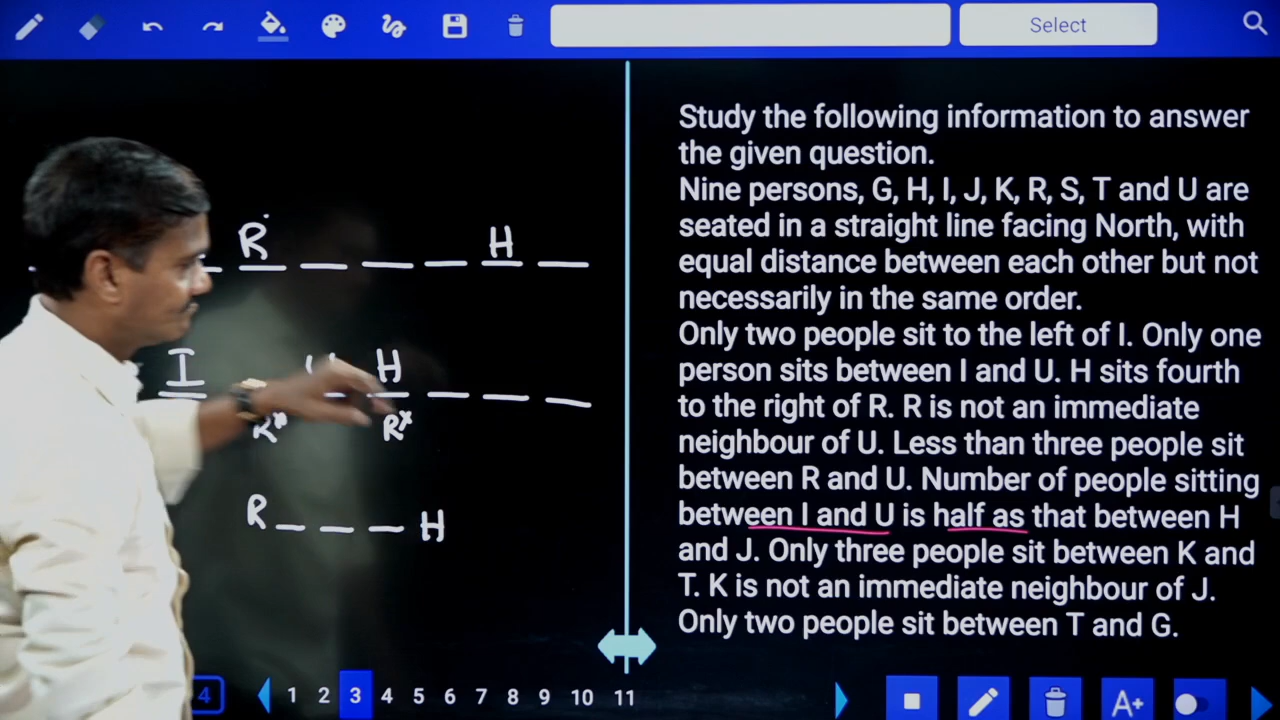 Select
Study the following information to answer
the given question.
Nine persons, G, H, I, J, K, R, S, T and U are
seated in a straight line facing North, with
equal distance between each other but not
necessarily in the same order.
Only two people sit to the left of I. Only one
person sits between I and U. H sits fourth
to the right of R. R is not an immediate
neighbour of U. Less than three people sit
between R and U. Number of people sitting
between I and U is half as that between H
and J. Only three people sit between K and
T. K is not an immediate neighbour of J.
Only two people sit between T and G.
R H
I H
R× R×
R _ _ _ H
4 1 2 3 4 5 6 7 8 9 10 11
A+